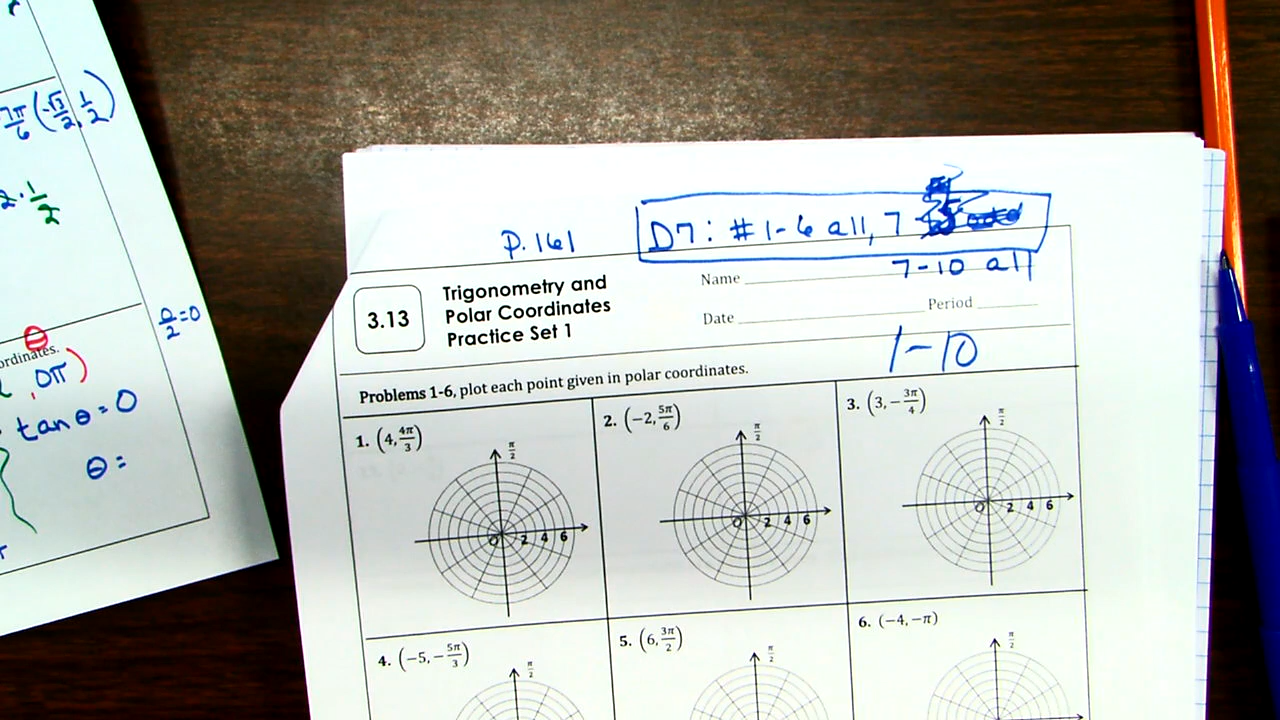 7π/6 (-√3/2, 1/2)
2·1/2
0/2=0
θ
ordinates.
, 0π)
tan θ = 0
θ =
P. 161
D7: #1-6 all, 7
7-10 all
3.13
Trigonometry and
Polar Coordinates
Practice Set 1
Name
Date
Period
1-10
Problems 1-6, plot each point given in polar coordinates.
1. (4, 4π/3)
2. (-2, 5π/6)
3. (3, -3π/4)
π/2
π/2
π/2
O 2 4 6
O 2 4 6
O 2 4 6
4. (-5, -5π/3)
5. (6, 3π/2)
6. (-4, -π)
π/2
π/2
π/2